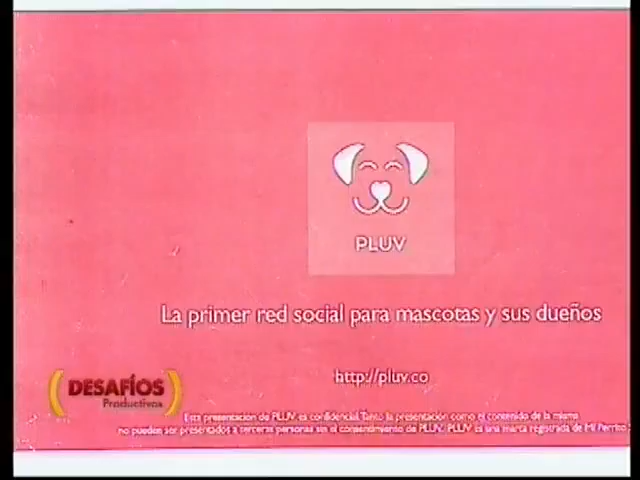 PLUV
La primer red social para mascotas y sus dueños
http://pluv.co
DESAFÍOS
Productivos
Esta presentación de PLUV es confidencial. Tanto la presentación como el contenido de la misma
no pueden ser presentados a terceras personas sin el consentimiento de PLUV. PLUV es una marca registrada de Mi Perrito